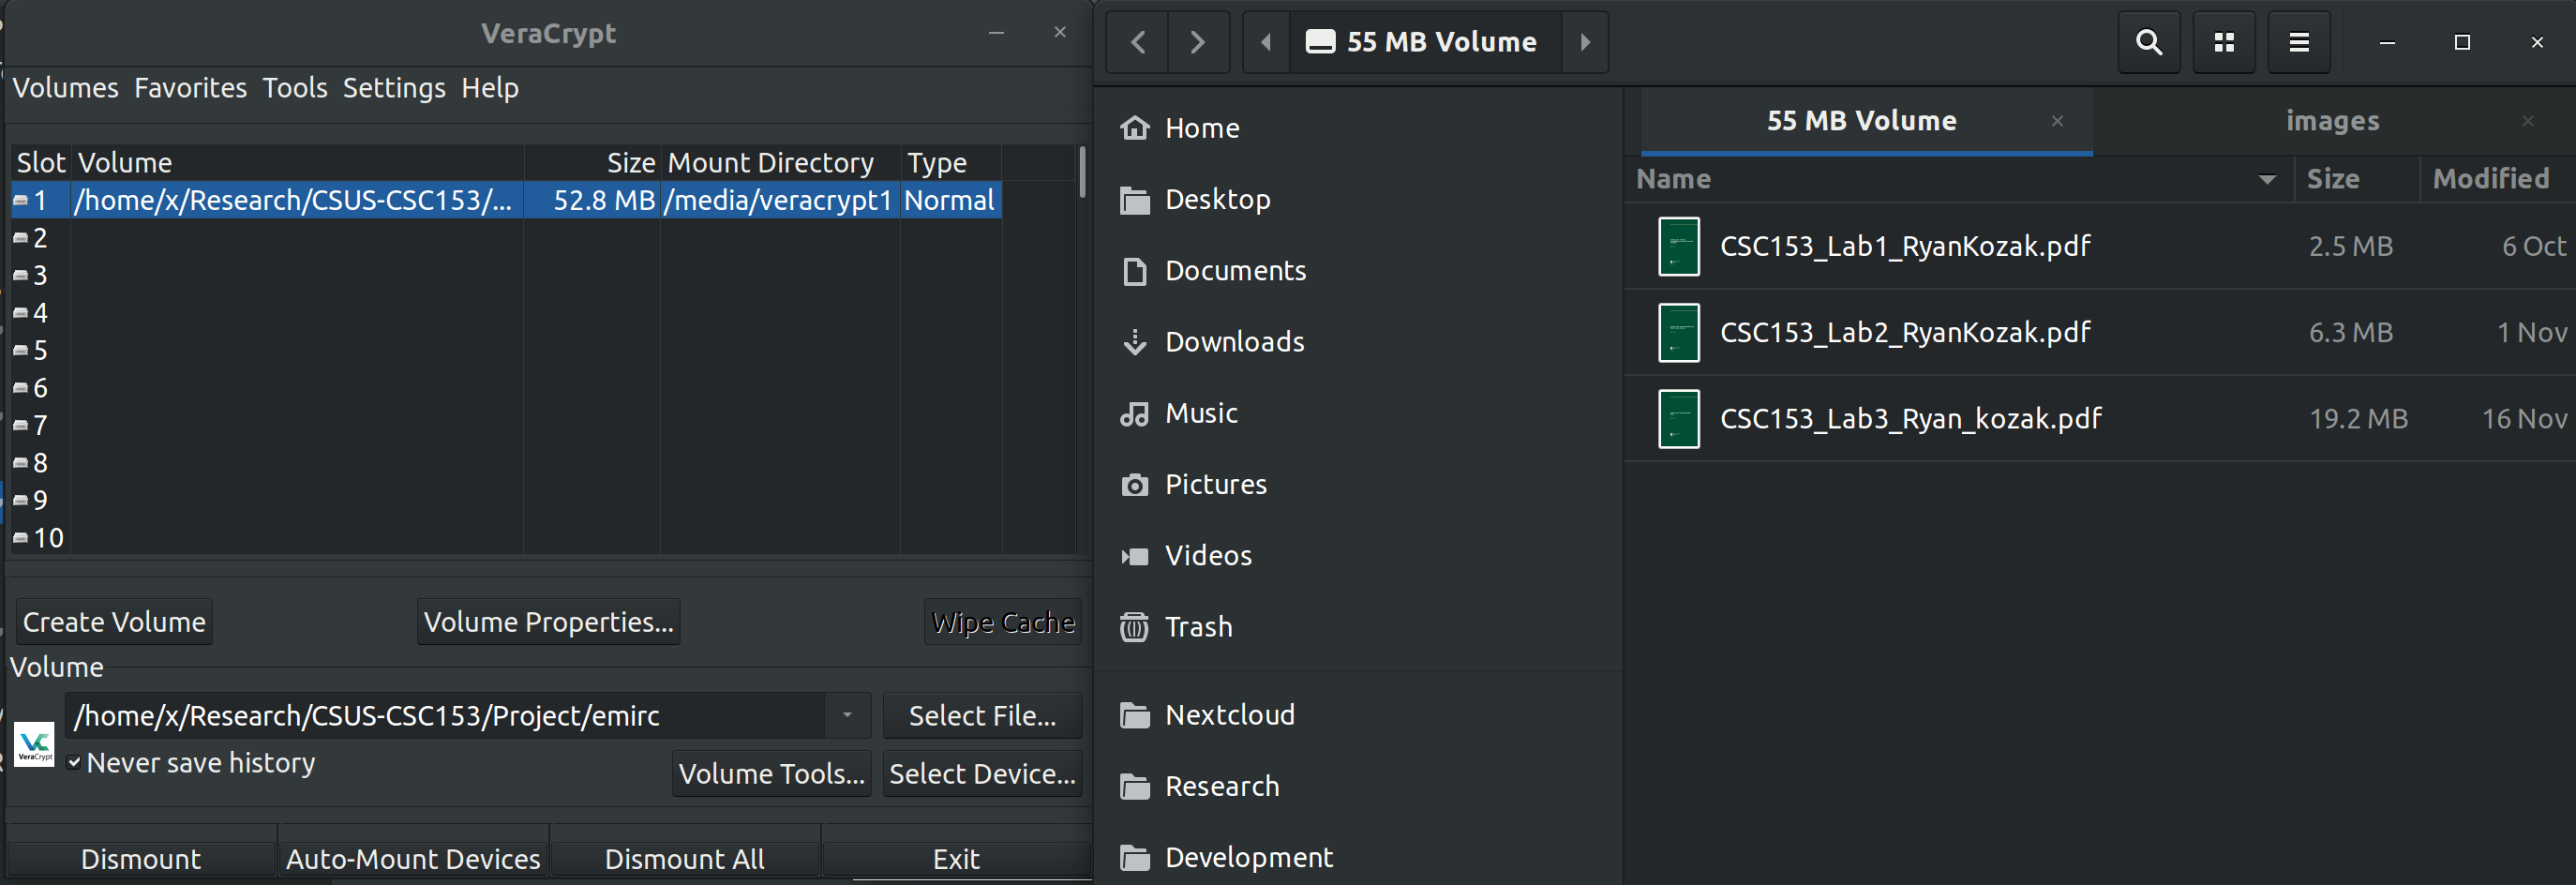 VeraCrypt
Volumes Favorites Tools Settings Help
Slot Volume Size Mount Directory Type
1 /home/x/Research/CSUS-CSC153/... 52.8 MB /media/veracrypt1 Normal
2
3
4
5
6
7
8
9
10
Create Volume Volume Properties... Wipe Cache
Volume
/home/x/Research/CSUS-CSC153/Project/emirc Select File...
VeraCrypt
Never save history Volume Tools... Select Device...
Dismount Auto-Mount Devices Dismount All Exit
55 MB Volume
Home
Desktop
Documents
Downloads
Music
Pictures
Videos
Trash
Nextcloud
Research
Development
55 MB Volume images
Name Size Modified
CSC153_Lab1_RyanKozak.pdf 2.5 MB 6 Oct
CSC153_Lab2_RyanKozak.pdf 6.3 MB 1 Nov
CSC153_Lab3_Ryan_kozak.pdf 19.2 MB 16 Nov